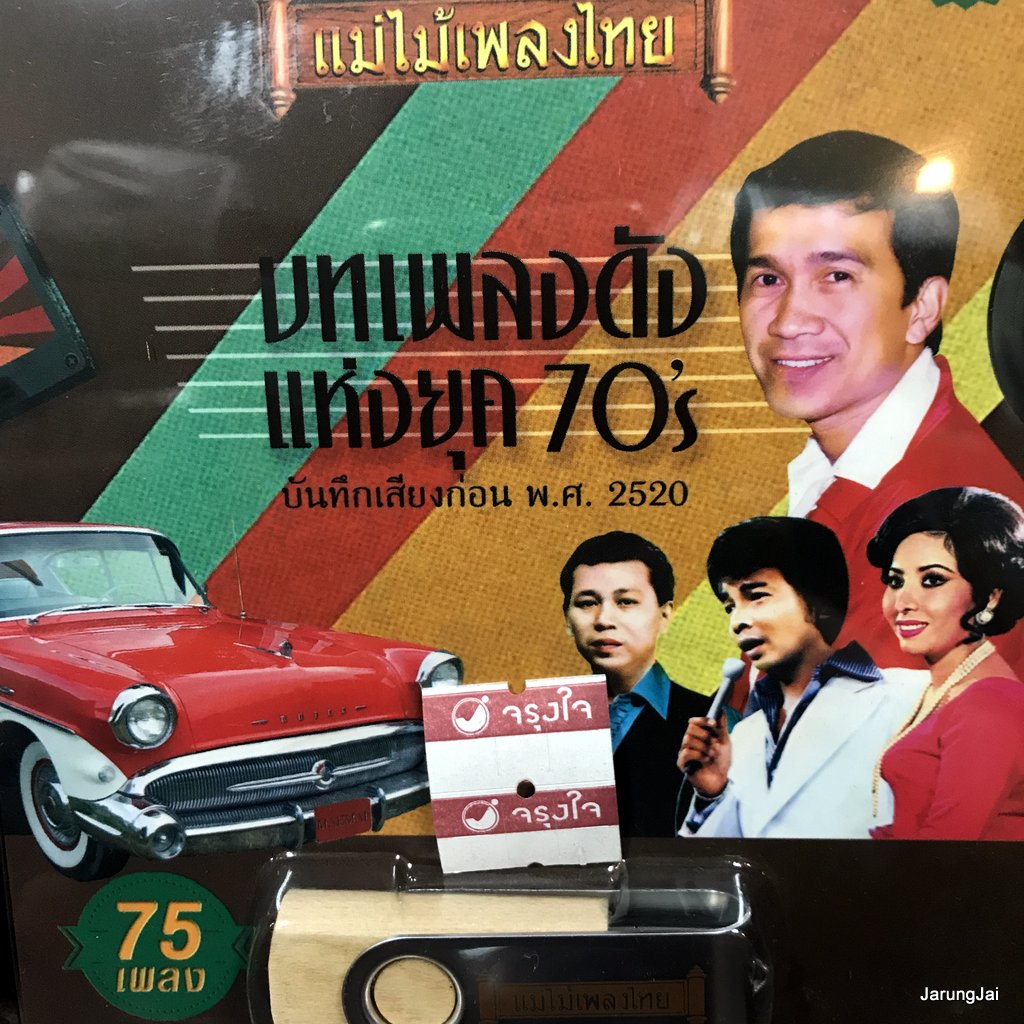 แม่ไม้เพลงไทย
บทเพลงดัง
แห่งยุค 70's
บันทึกเสียงก่อน พ.ศ. 2520
BUICK
จรุงใจ
จรุงใจ
75
เพลง
แม่ไม้เพลงไทย
JarungJai